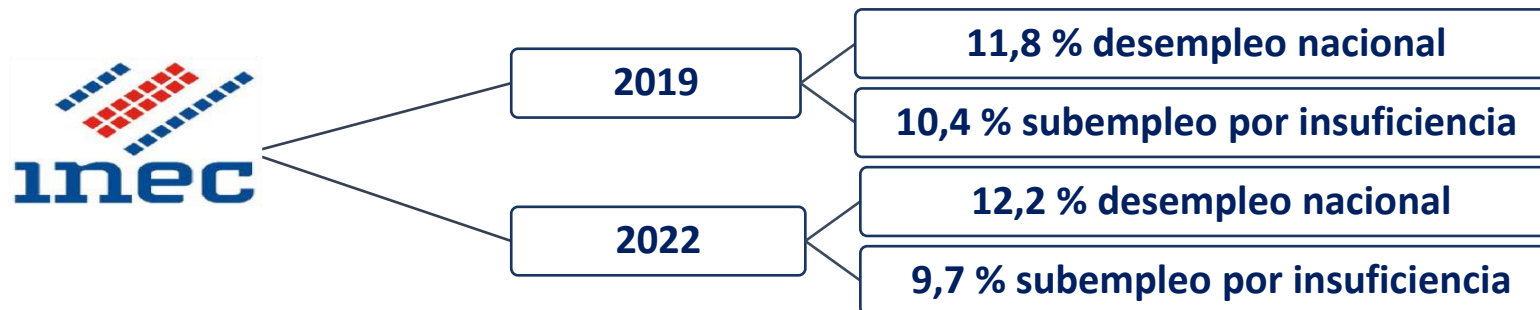 inec
2019
11,8 % desempleo nacional
10,4 % subempleo por insuficiencia
2022
12,2 % desempleo nacional
9,7 % subempleo por insuficiencia